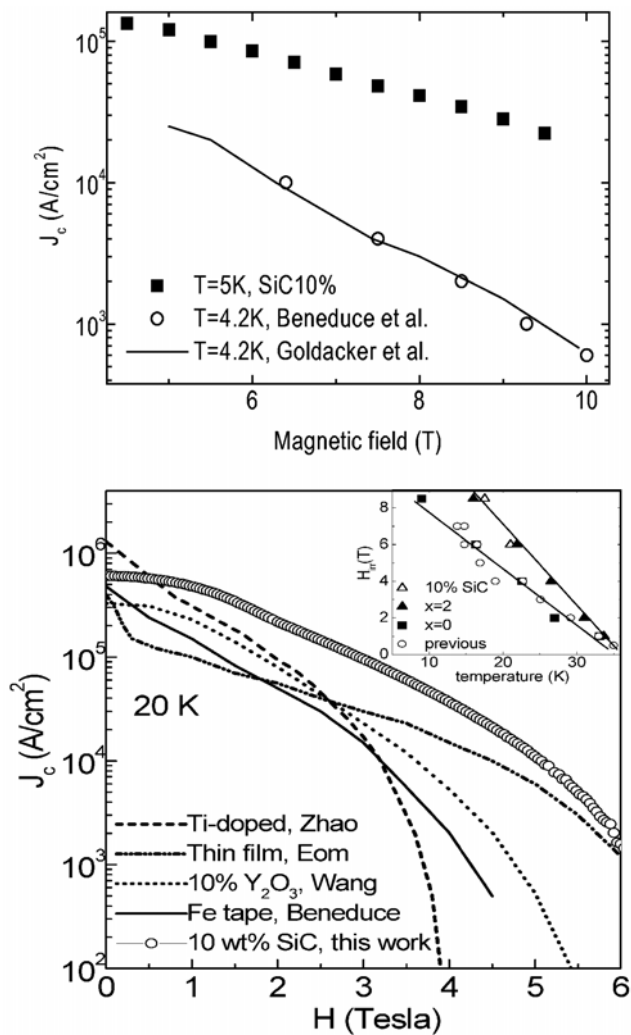 10^5
10^4
10^3
J_c (A/cm^2)
T=5K, SiC10%
T=4.2K, Beneduce et al.
T=4.2K, Goldacker et al.
6 8 10
Magnetic field (T)
10^6
10^5
10^4
10^3
10^2
J_c (A/cm^2)
20 K
Ti-doped, Zhao
Thin film, Eom
10% Y_2O_3, Wang
Fe tape, Beneduce
10 wt% SiC, this work
0 1 2 3 4 5 6
H (Tesla)
8
6
4
2
0
H_irr(T)
10% SiC
x=2
x=0
previous
10 20 30
temperature (K)